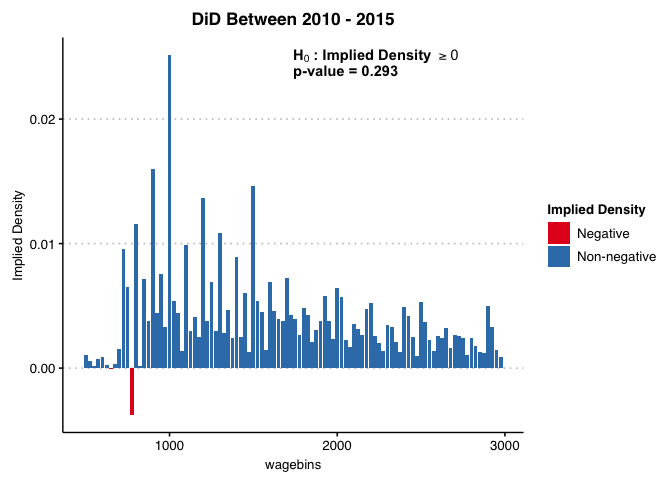 DiD Between 2010 - 2015
H₀ : Implied Density ≥ 0
p-value = 0.293
0.02
0.01
0.00
Implied Density
1000 2000 3000
wagebins
Implied Density
Negative
Non-negative